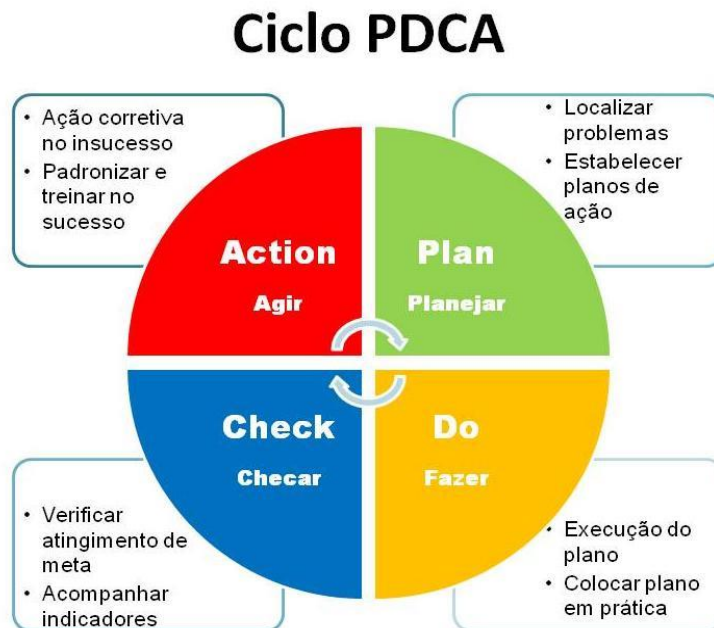 Ciclo PDCA
• Ação corretiva
no insucesso
• Padronizar e
treinar no
sucesso
• Localizar
problemas
• Estabelecer
planos de
ação
Action
Agir
Plan
Planejar
Check
Checar
Do
Fazer
• Verificar
atingimento de
meta
• Acompanhar
indicadores
• Execução do
plano
• Colocar plano
em prática